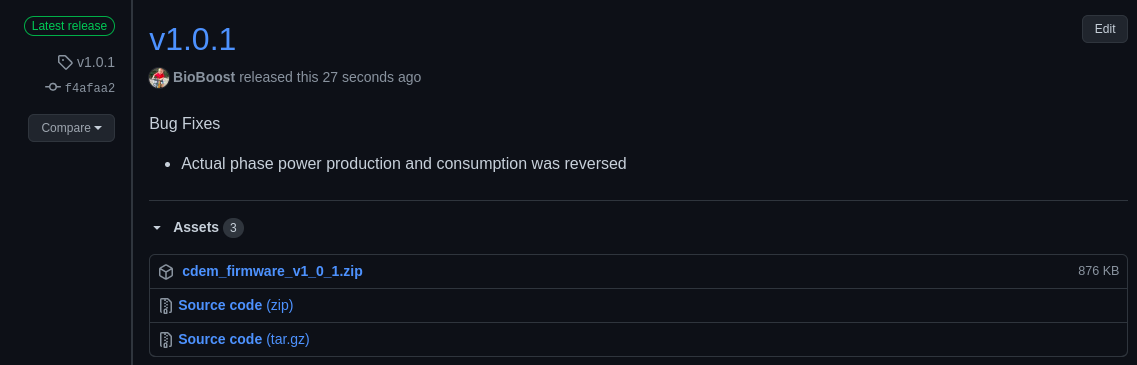 Latest release
v1.0.1
f4afaa2
Compare
v1.0.1
Edit
BioBoost released this 27 seconds ago
Bug Fixes
• Actual phase power production and consumption was reversed
Assets 3
cdem_firmware_v1_0_1.zip 876 KB
Source code (zip)
Source code (tar.gz)